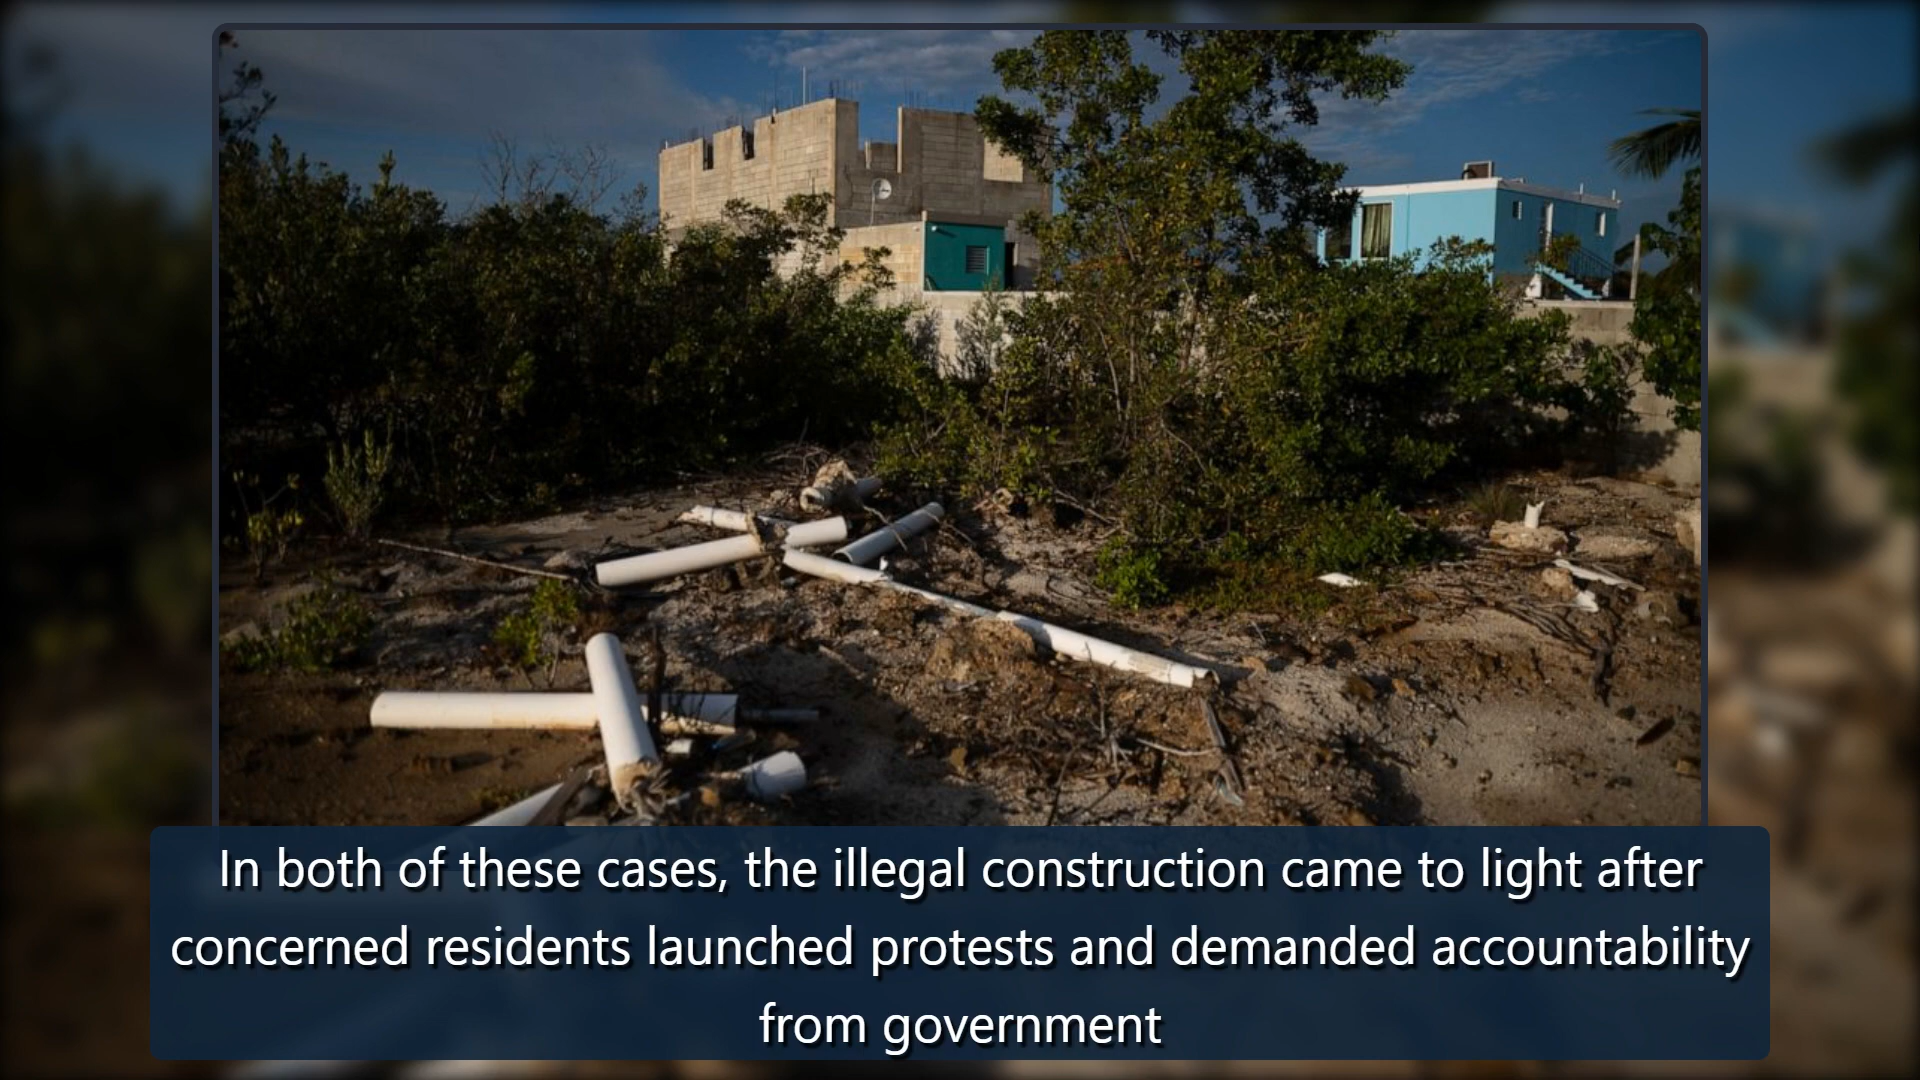 In both of these cases, the illegal construction came to light after
concerned residents launched protests and demanded accountability
from government